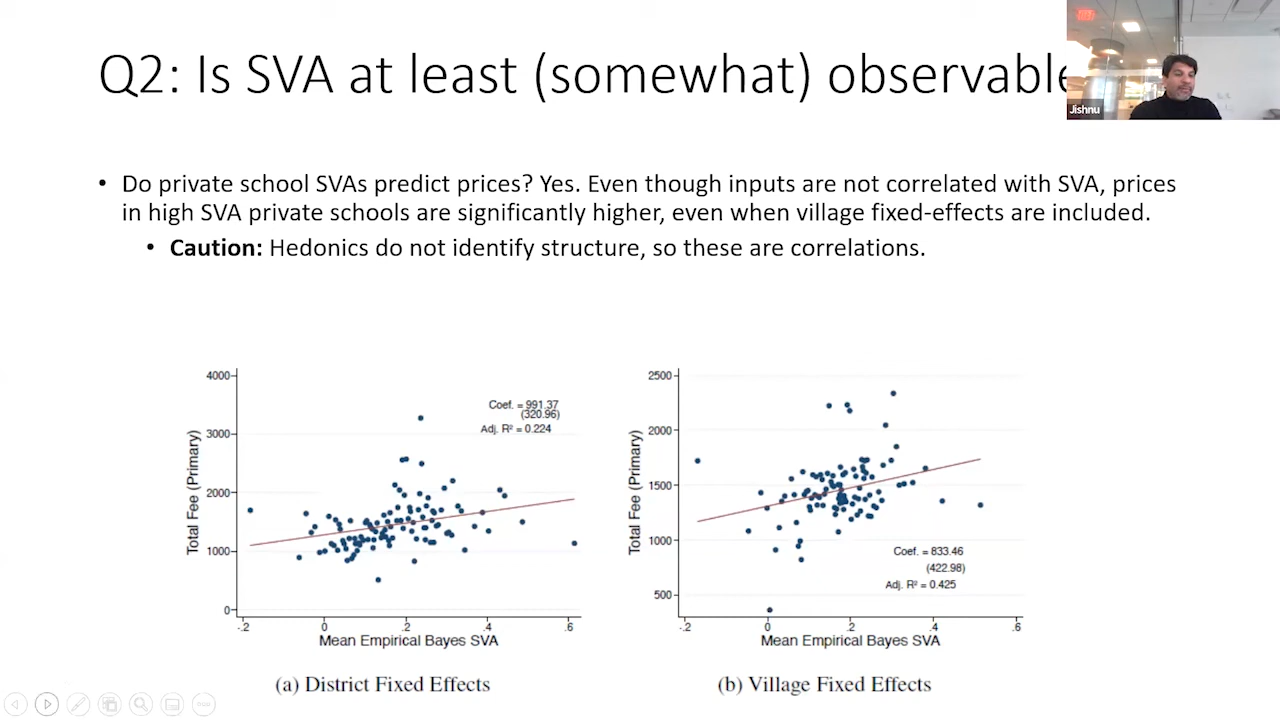 Q2: Is SVA at least (somewhat) observable
Jishnu
• Do private school SVAs predict prices? Yes. Even though inputs are not correlated with SVA, prices
in high SVA private schools are significantly higher, even when village fixed-effects are included.
• Caution: Hedonics do not identify structure, so these are correlations.
Total Fee (Primary)
4000
3000
2000
1000
0
Coef. = 991.37
(320.96)
Adj. R² = 0.224
-.2 0 .2 .4 .6
Mean Empirical Bayes SVA
(a) District Fixed Effects
Total Fee (Primary)
2500
2000
1500
1000
500
Coef. = 833.46
(422.98)
Adj. R² = 0.425
-.2 0 .2 .4 .6
Mean Empirical Bayes SVA
(b) Village Fixed Effects